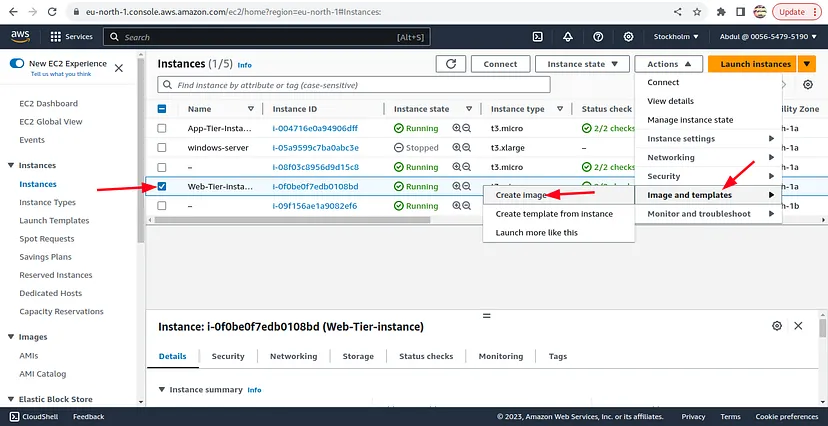 eu-north-1.console.aws.amazon.com/ec2/home?region=eu-north-1#Instances:
Update
aws
Services
Search
[Alt+S]
Stockholm
Abdul @ 0056-5479-5190
New EC2 Experience
Tell us what you think
EC2 Dashboard
EC2 Global View
Events
Instances
Instances
Instance Types
Launch Templates
Spot Requests
Savings Plans
Reserved Instances
Dedicated Hosts
Capacity Reservations
Images
AMIs
AMI Catalog
Elastic Block Store
Instances (1/5) Info
Connect
Instance state
Actions
Launch instances
Find instance by attribute or tag (case-sensitive)
Name Instance ID Instance state Instance type Status check ility Zone
App-Tier-Insta... i-004716e0a94906dff Running t3.micro 2/2 checks h-1a
windows-server i-05a9599c7ba0abc3e Stopped t3.xlarge – h-1a
– i-08f03c8956d9d15c8 Running t3.micro 2/2 checks h-1a
Web-Tier-insta... i-0f0be0f7edb0108bd Running h-1a
– i-09f156ae1a9082ef6 Running h-1b
Connect
View details
Manage instance state
Instance settings
Networking
Security
Image and templates
Monitor and troubleshoot
Create image
Create template from instance
Launch more like this
Instance: i-0f0be0f7edb0108bd (Web-Tier-instance)
Details Security Networking Storage Status checks Monitoring Tags
Instance summary Info
CloudShell Feedback © 2023, Amazon Web Services, Inc. or its affiliates. Privacy Terms Cookie preferences